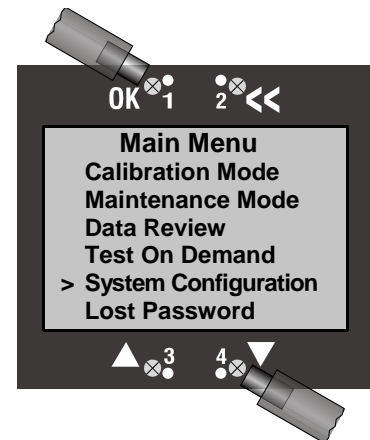 OK 1 2 <<
Main Menu
Calibration Mode
Maintenance Mode
Data Review
Test On Demand
> System Configuration
Lost Password
3 4